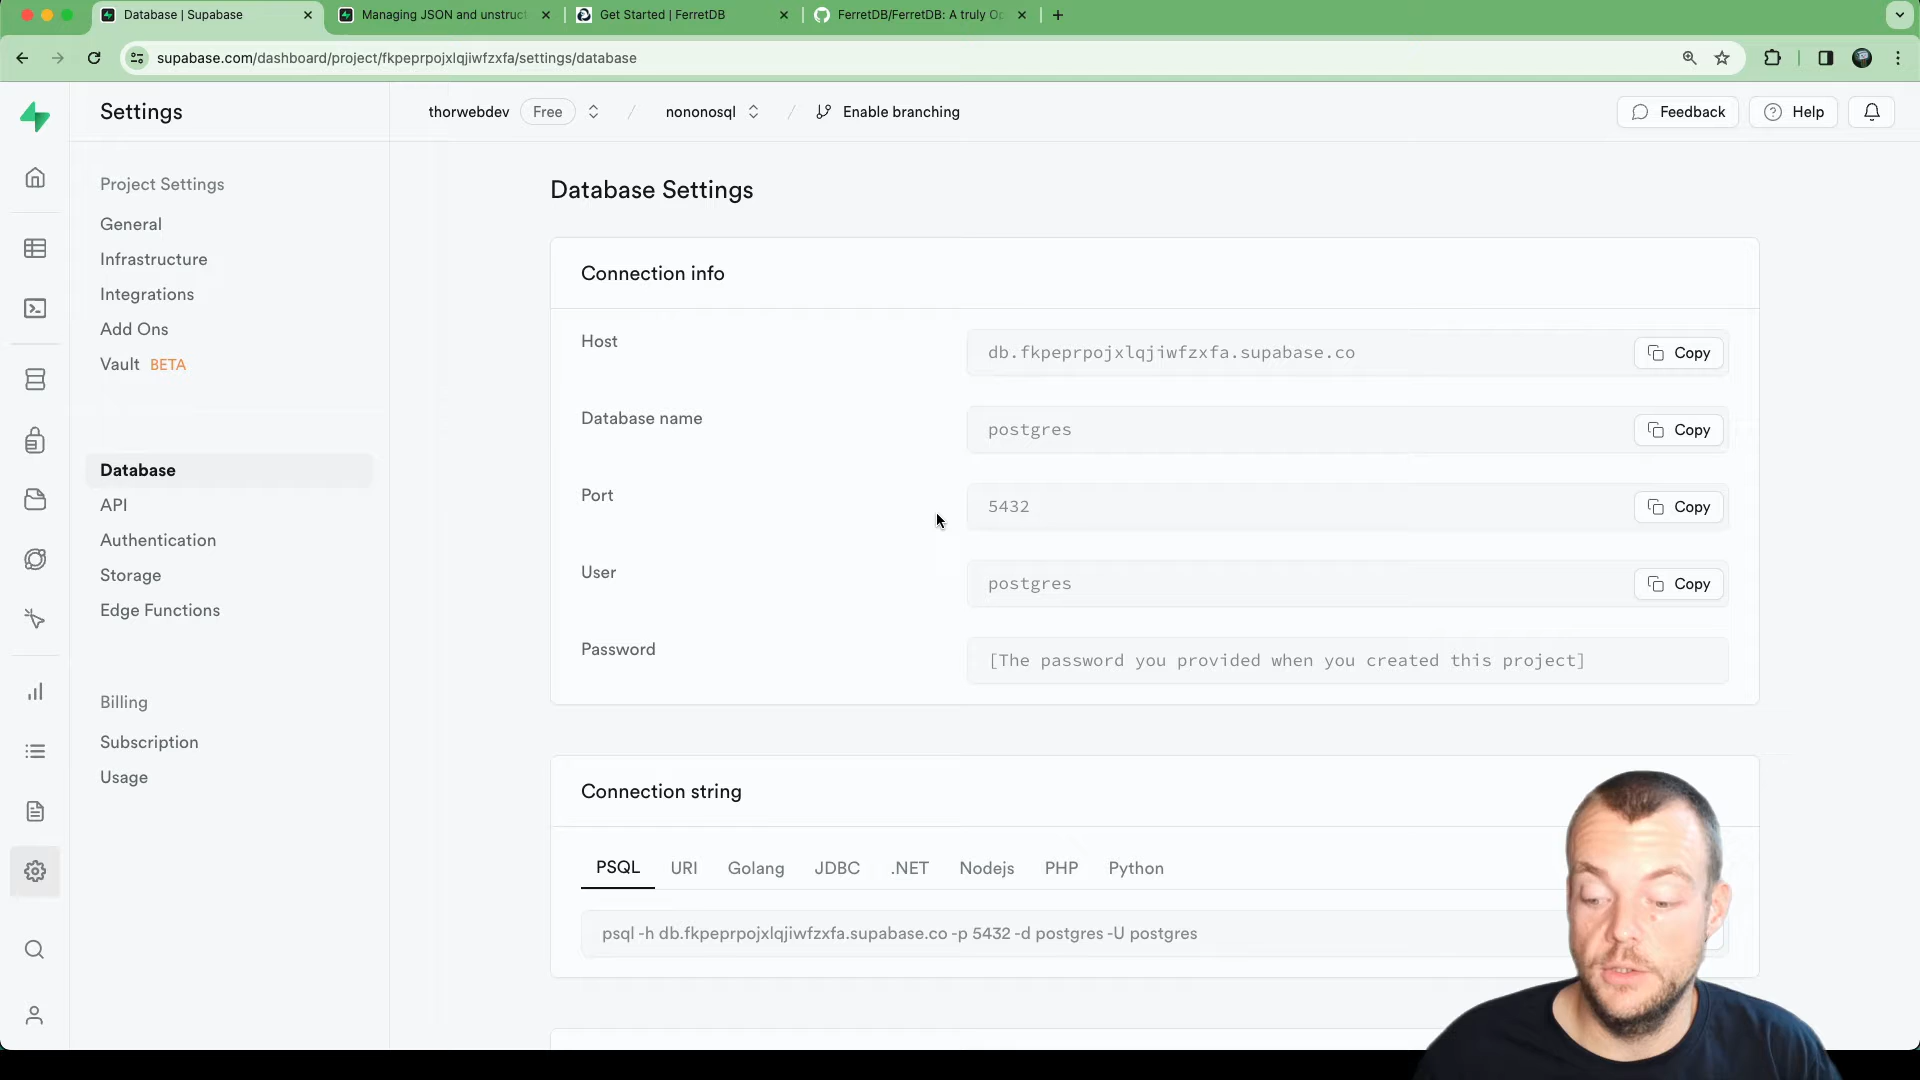 Database | Supabase
Managing JSON and unstruct
Get Started | FerretDB
FerretDB/FerretDB: A truly Op
supabase.com/dashboard/project/fkpeprpojxlqjiwfzxfa/settings/database
Settings
thorwebdev
Free
nononosql
Enable branching
Feedback
Help
Project Settings
General
Infrastructure
Integrations
Add Ons
Vault BETA
Database
API
Authentication
Storage
Edge Functions
Billing
Subscription
Usage
Database Settings
Connection info
Host
db.fkpeprpojxlqjiwfzxfa.supabase.co
Copy
Database name
postgres
Copy
Port
5432
Copy
User
postgres
Copy
Password
[The password you provided when you created this project]
Connection string
PSQL
URI
Golang
JDBC
.NET
Nodejs
PHP
Python
psql -h db.fkpeprpojxlqjiwfzxfa.supabase.co -p 5432 -d postgres -U postgres